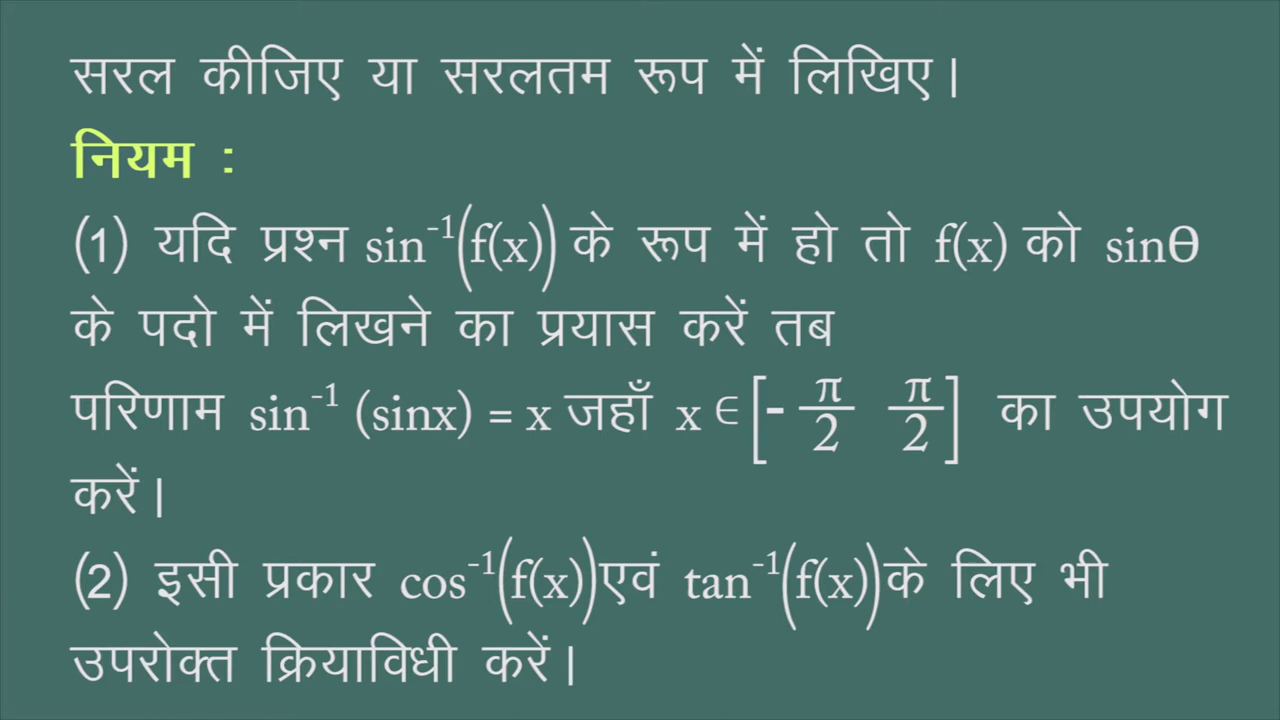 सरल कीजिए या सरलतम रूप में लिखिए।
नियम :
(1) यदि प्रश्न sin⁻¹(f(x)) के रूप में हो तो f(x) को sinθ
के पदो में लिखने का प्रयास करें तब
परिणाम sin⁻¹ (sinx) = x जहाँ x ∈ [- π/2 π/2] का उपयोग
करें।
(2) इसी प्रकार cos⁻¹(f(x)) एवं tan⁻¹(f(x)) के लिए भी
उपरोक्त क्रियाविधी करें।